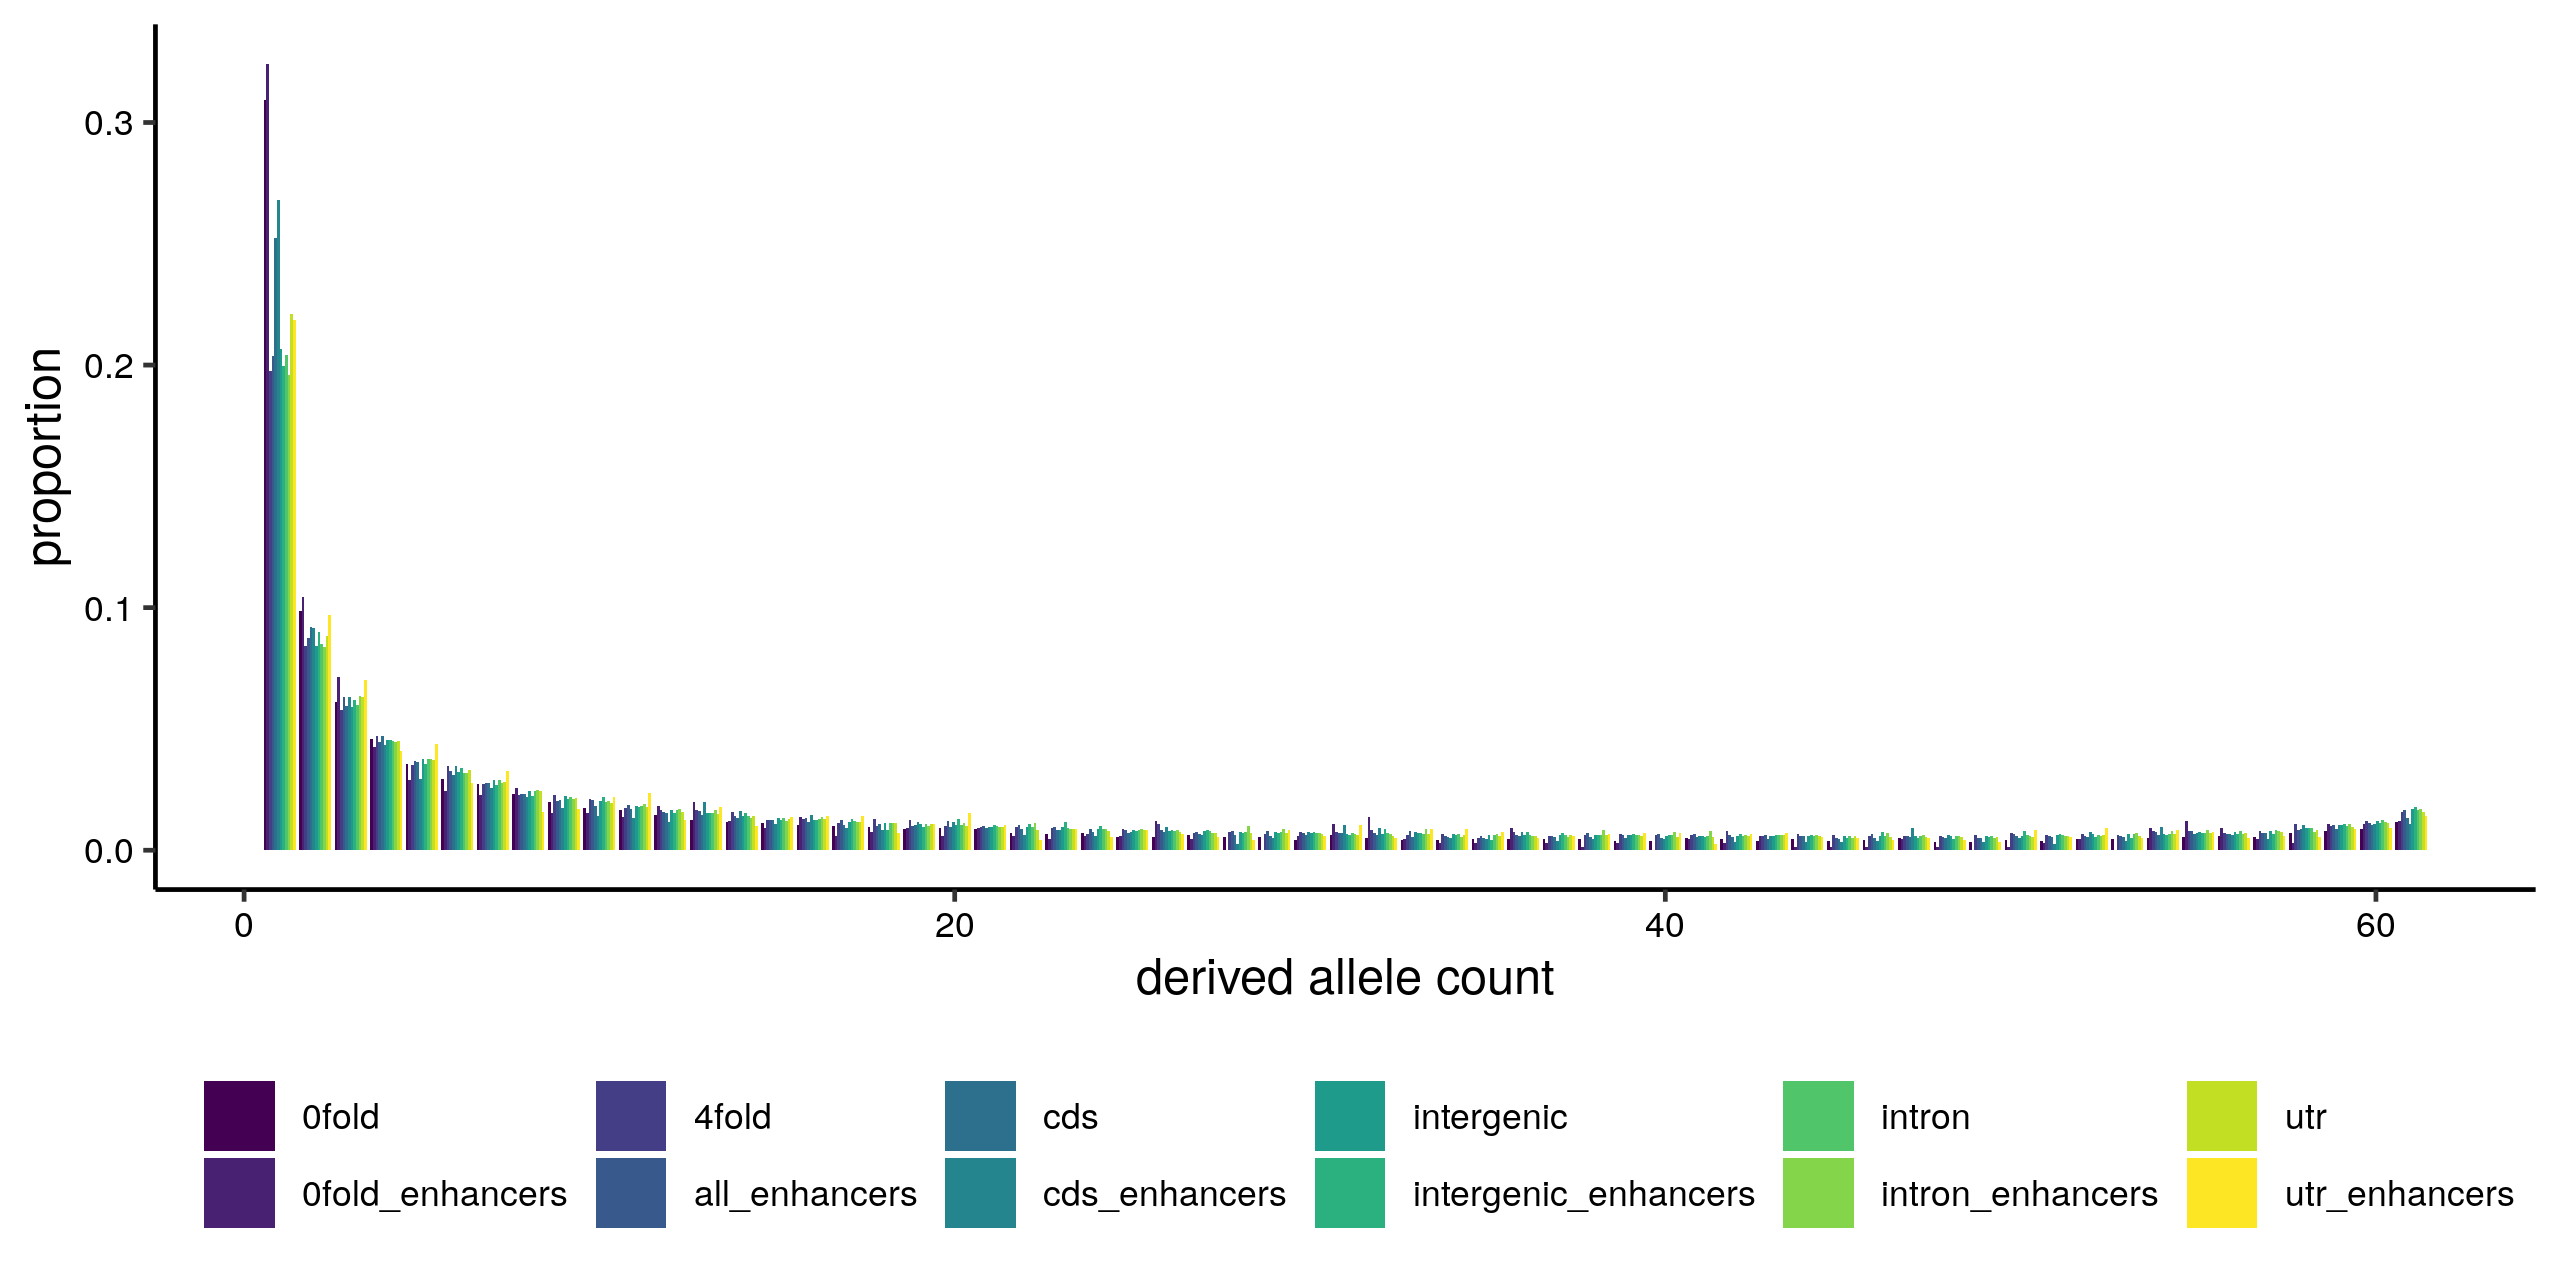 proportion
0.3
0.2
0.1
0.0
0 20 40 60
derived allele count
0fold 4fold cds intergenic intron utr
0fold_enhancers all_enhancers cds_enhancers intergenic_enhancers intron_enhancers utr_enhancers